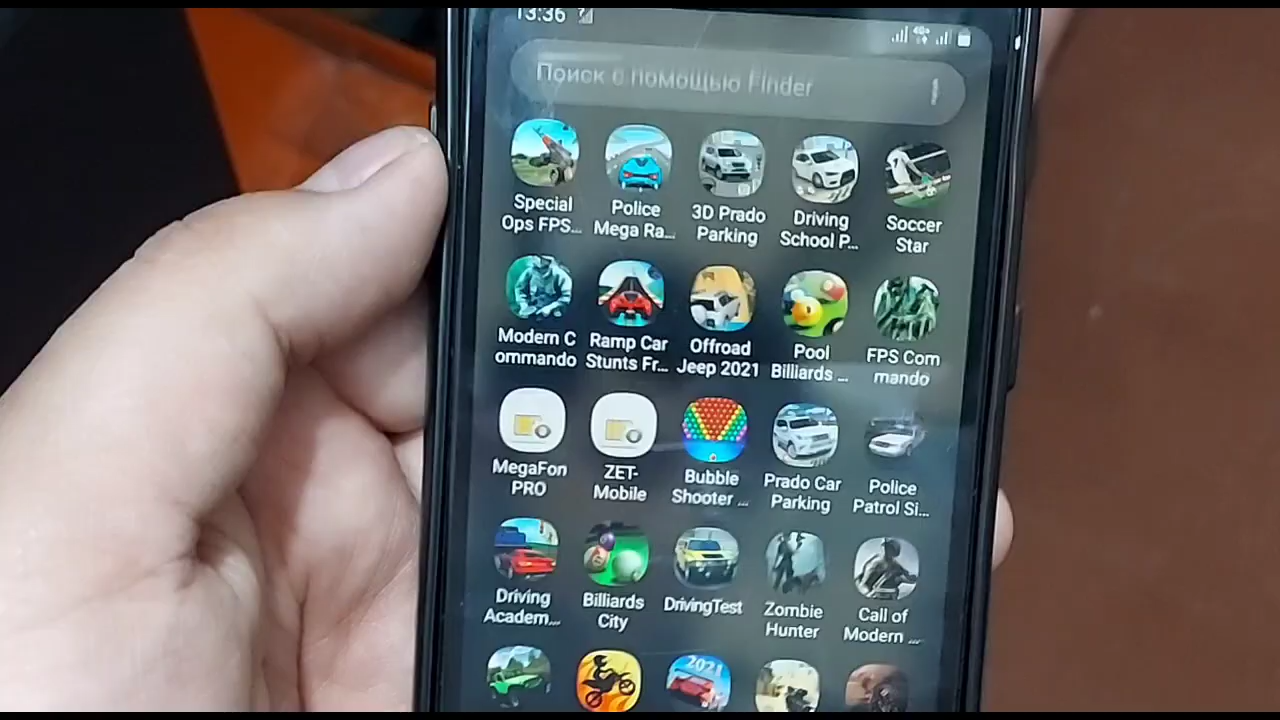 13:36
4G+
Поиск с помощью Finder
Special
Ops FPS...
Police
Mega Ra...
3D Prado
Parking
Driving
School P...
Soccer
Star
Modern C
ommando
Ramp Car
Stunts Fr...
Offroad
Jeep 2021
Pool
Billiards ...
FPS Com
mando
MegaFon
PRO
ZET-
Mobile
Bubble
Shooter ...
Prado Car
Parking
Police
Patrol Si...
Driving
Academ...
Billiards
City
DrivingTest
Zombie
Hunter
Call of
Modern ...
2021